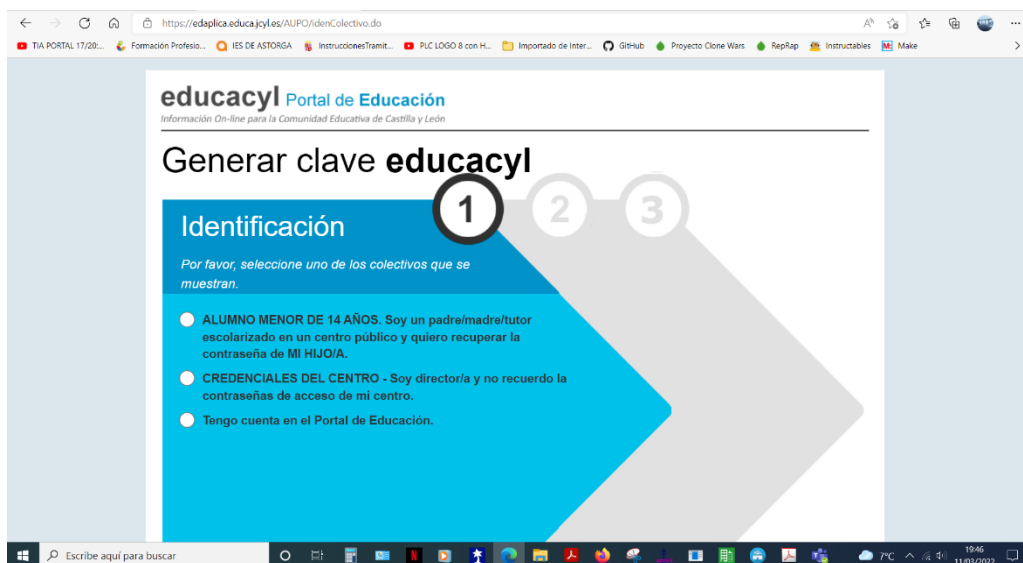 https://edaplica.educa.jcyl.es/AUPO/idenColectivo.do
TIA PORTAL 17/20:... Formación Profesio... IES DE ASTORGA InstruccionesTramit... PLC LOGO 8 con H... Importado de Inter... GitHub Proyecto Clone Wars RepRap Instructables Make
educacyl Portal de Educación
Información On-line para la Comunidad Educativa de Castilla y León
Generar clave educacyl
1 2 3
Identificación
Por favor, seleccione uno de los colectivos que se
muestran.
ALUMNO MENOR DE 14 AÑOS. Soy un padre/madre/tutor
escolarizado en un centro público y quiero recuperar la
contraseña de MI HIJO/A.
CREDENCIALES DEL CENTRO - Soy director/a y no recuerdo la
contraseñas de acceso de mi centro.
Tengo cuenta en el Portal de Educación.
Escribe aquí para buscar
7°C
19:46
11/03/2022